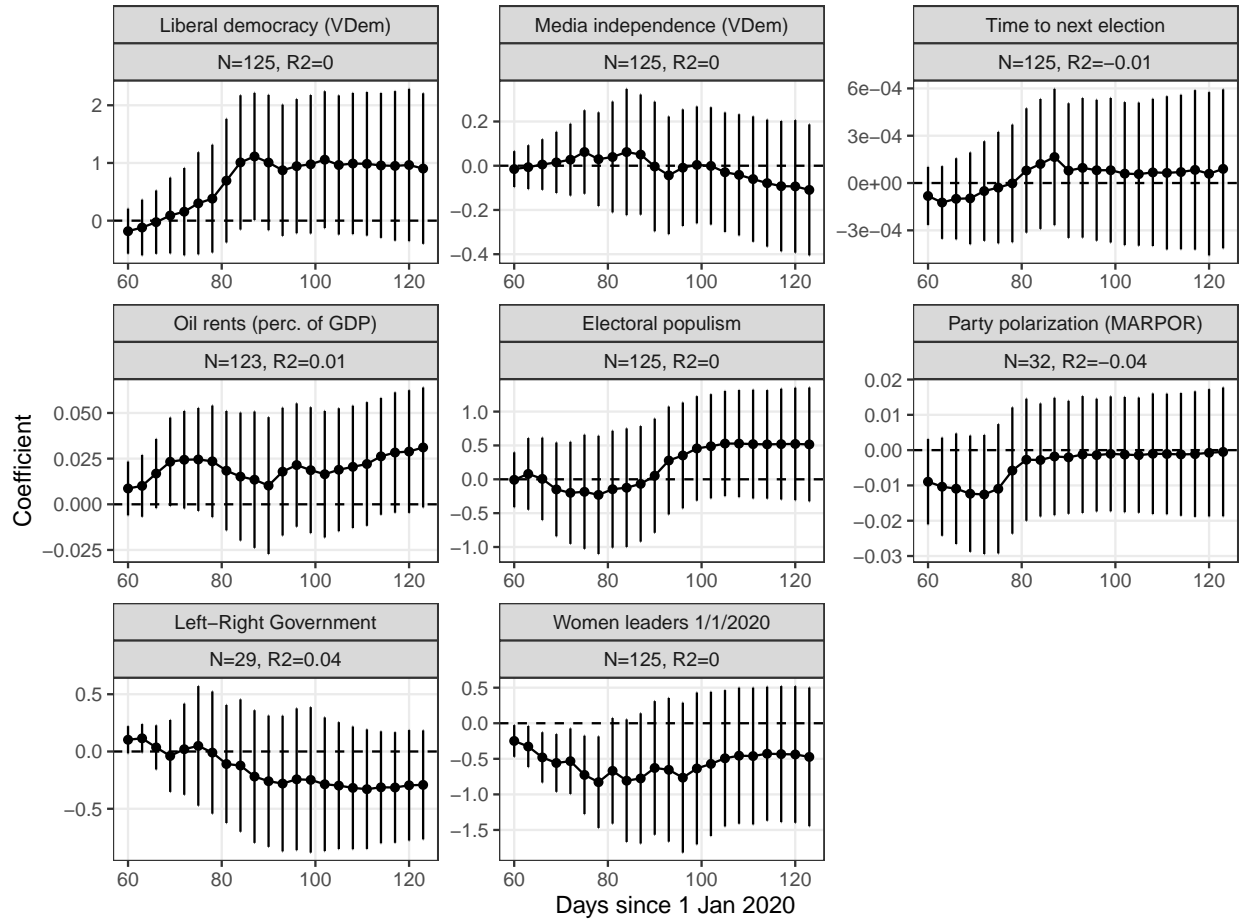 Liberal democracy (VDem)
N=125, R2=0
2
1
0
60 80 100 120
Media independence (VDem)
N=125, R2=0
0.2
0.0
−0.2
−0.4
60 80 100 120
Time to next election
N=125, R2=−0.01
6e−04
3e−04
0e+00
−3e−04
60 80 100 120
Oil rents (perc. of GDP)
N=123, R2=0.01
0.050
0.025
0.000
−0.025
60 80 100 120
Electoral populism
N=125, R2=0
1.0
0.5
0.0
−0.5
−1.0
60 80 100 120
Party polarization (MARPOR)
N=32, R2=−0.04
0.02
0.01
0.00
−0.01
−0.02
−0.03
60 80 100 120
Left−Right Government
N=29, R2=0.04
0.5
0.0
−0.5
60 80 100 120
Women leaders 1/1/2020
N=125, R2=0
0.5
0.0
−0.5
−1.0
−1.5
60 80 100 120
Coefficient
Days since 1 Jan 2020